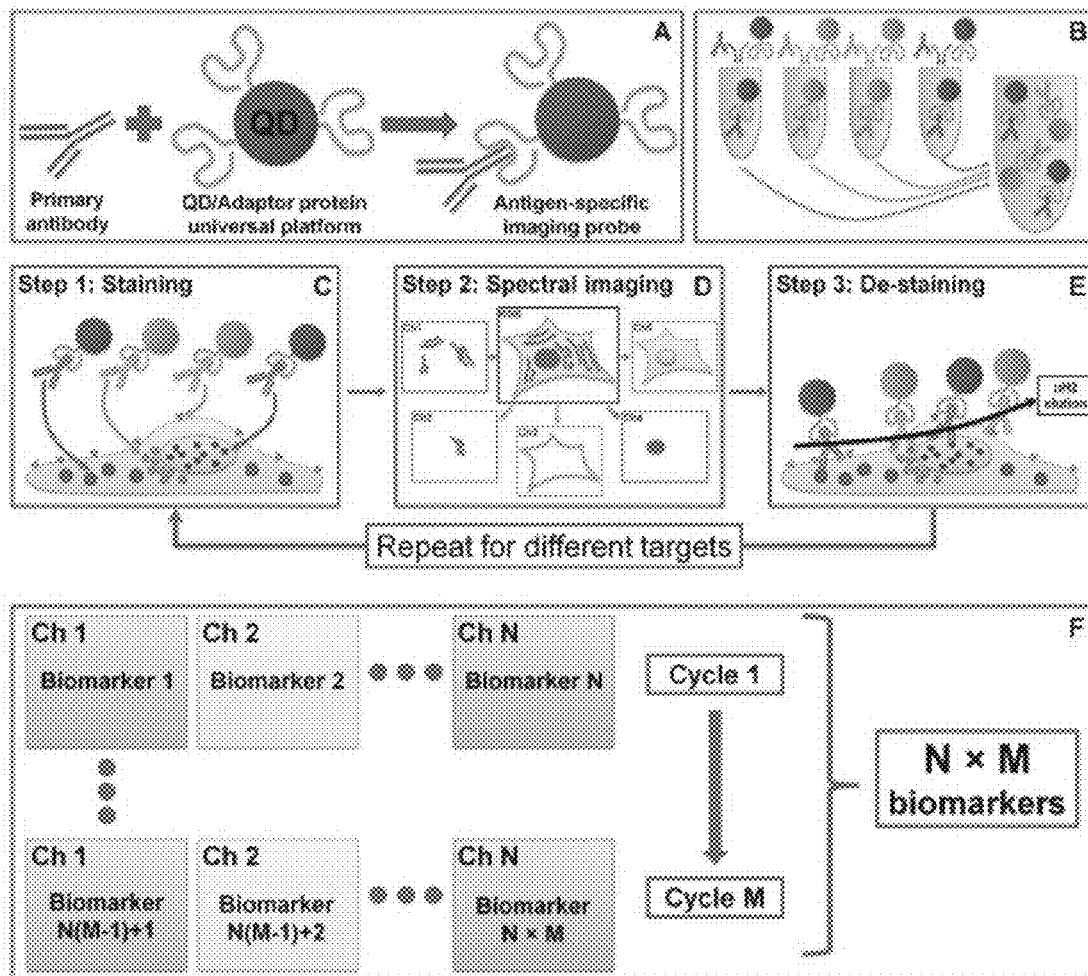 A
QD
Primary
antibody
QD/Adaptor protein
universal platform
Antigen-specific
imaging probe
B
Step 1: Staining
C
Step 2: Spectral imaging
D
Step 3: De-staining
E
elution
Repeat for different targets
F
Ch 1
Biomarker 1
Ch 2
Biomarker 2
Ch N
Biomarker N
Cycle 1
N × M
biomarkers
Ch 1
Biomarker
N(M-1)+1
Ch 2
Biomarker
N(M-1)+2
Ch N
Biomarker
N × M
Cycle M